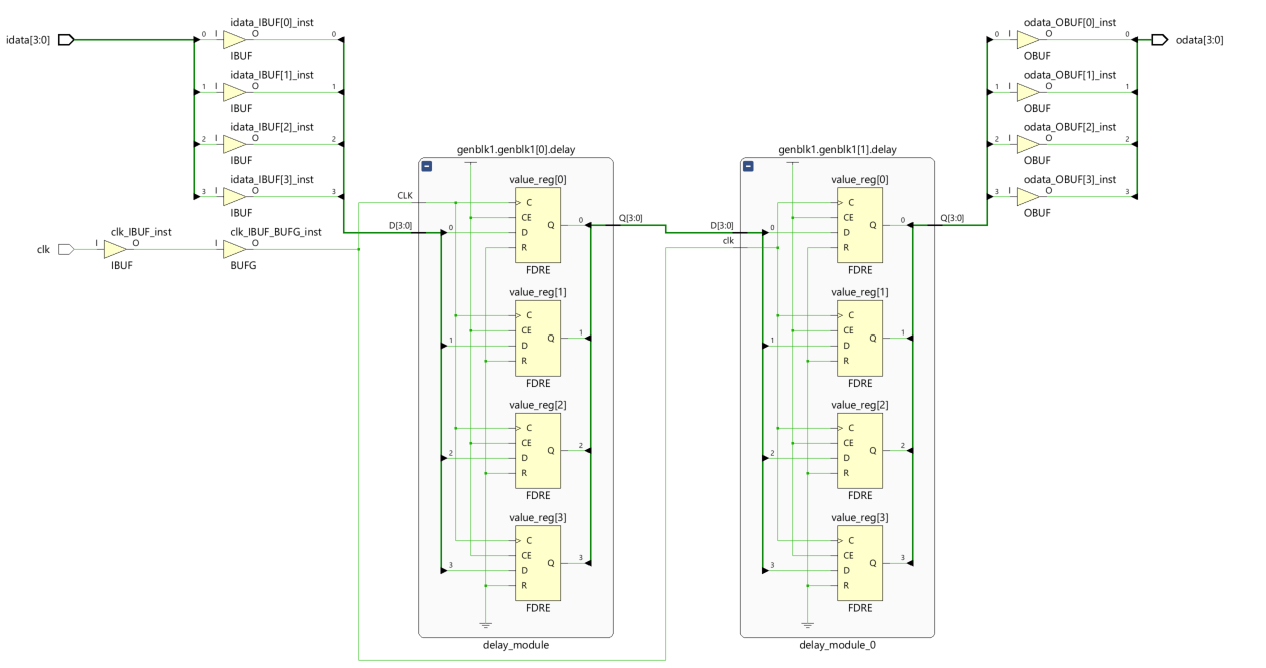 idata[3:0]
idata_IBUF[0]_inst
0 I O 0
IBUF
idata_IBUF[1]_inst
1 I O 1
IBUF
idata_IBUF[2]_inst
2 I O 2
IBUF
idata_IBUF[3]_inst
3 I O 3
IBUF
clk
clk_IBUF_inst
I O
IBUF
clk_IBUF_BUFG_inst
I O
BUFG
genblk1.genblk1[0].delay
CLK
D[3:0]
value_reg[0]
C
CE
0 D Q 0
R
FDRE
value_reg[1]
C
CE
1 D Q̅ 1
R
FDRE
value_reg[2]
C
CE
2 D Q 2
R
FDRE
value_reg[3]
C
CE
3 D Q 3
R
FDRE
Q[3:0]
delay_module
genblk1.genblk1[1].delay
D[3:0]
clk
value_reg[0]
C
CE
0 D Q 0
R
FDRE
value_reg[1]
C
CE
1 D Q̅ 1
R
FDRE
value_reg[2]
C
CE
2 D Q 2
R
FDRE
value_reg[3]
C
CE
3 D Q 3
R
FDRE
Q[3:0]
delay_module_0
odata_OBUF[0]_inst
0 I O 0
OBUF
odata_OBUF[1]_inst
1 I O 1
OBUF
odata_OBUF[2]_inst
2 I O 2
OBUF
odata_OBUF[3]_inst
3 I O 3
OBUF
odata[3:0]